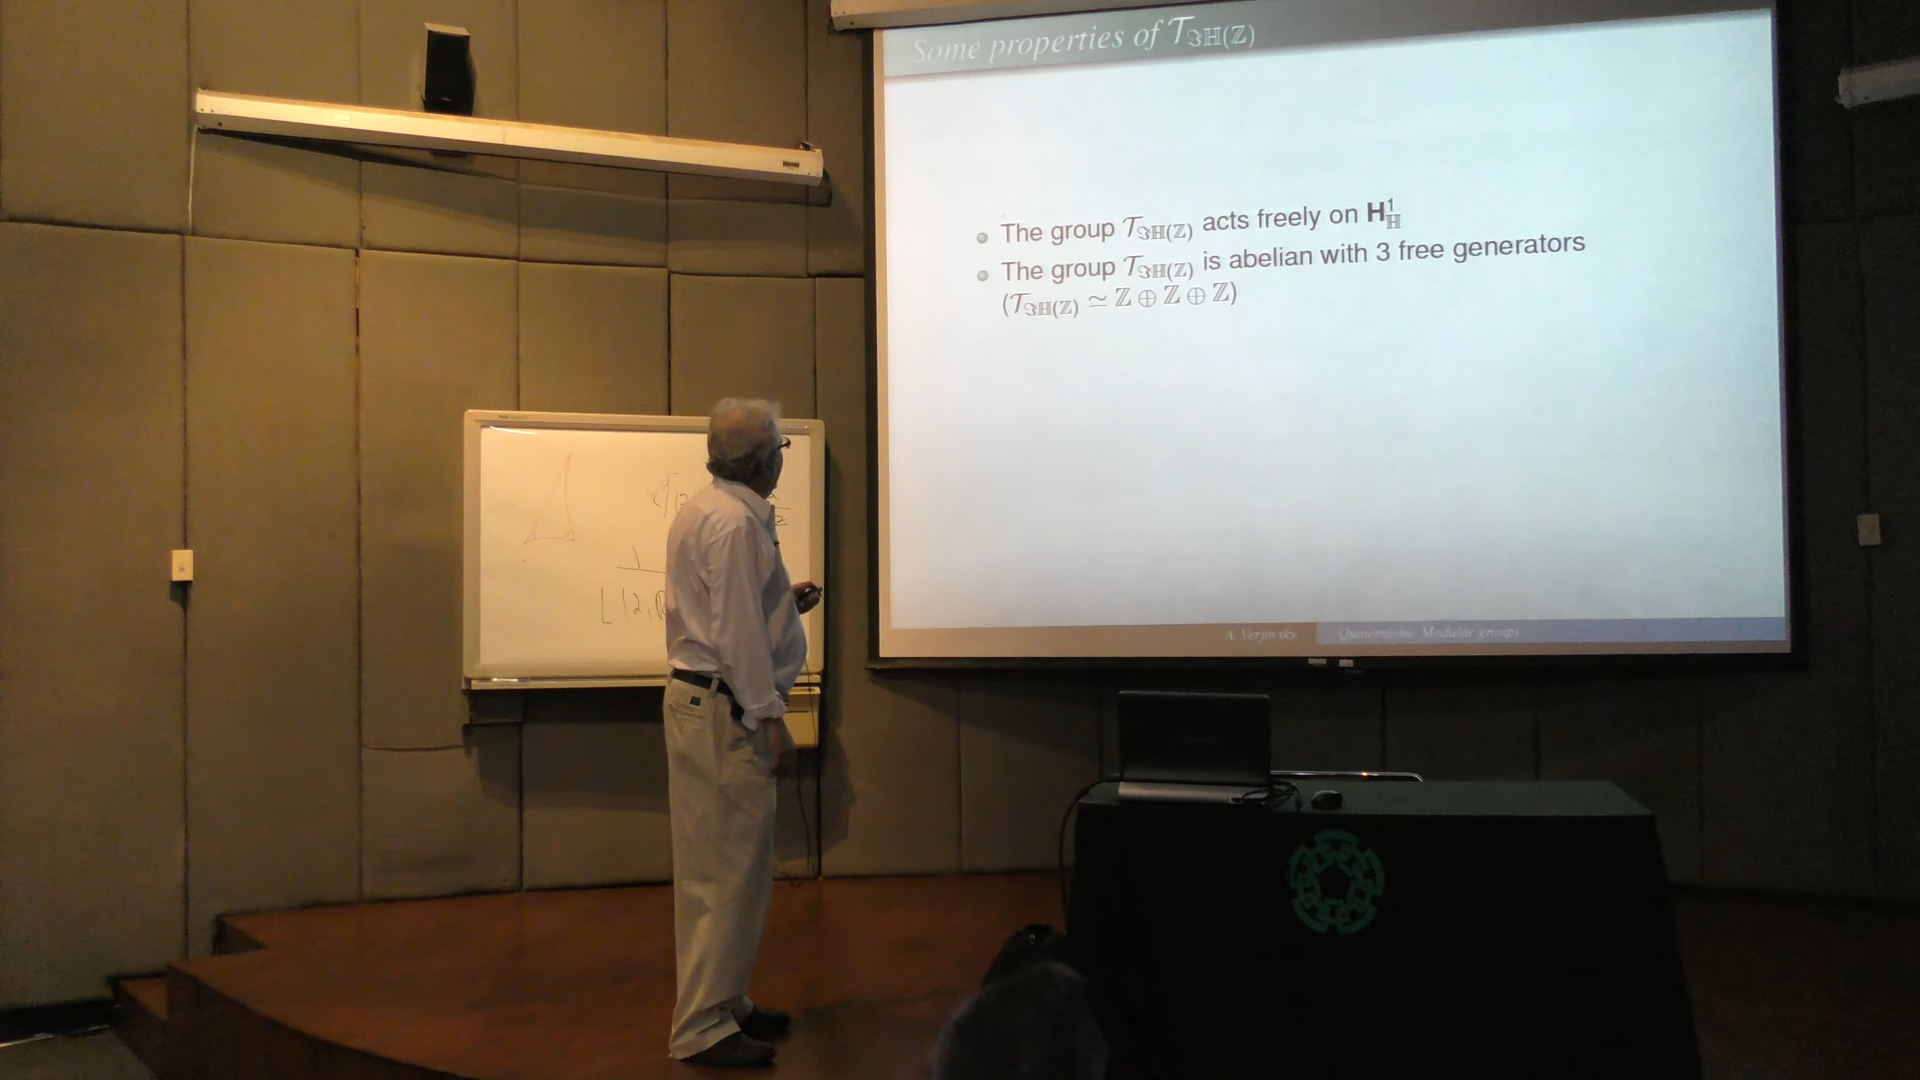 Some properties of 𝒯ℑℍ(ℤ)
The group 𝒯ℑℍ(ℤ) acts freely on H¹ℍ
The group 𝒯ℑℍ(ℤ) is abelian with 3 free generators
(𝒯ℑℍ(ℤ) ≃ ℤ ⊕ ℤ ⊕ ℤ)
A. Verjovsky Quaternionic Modular groups